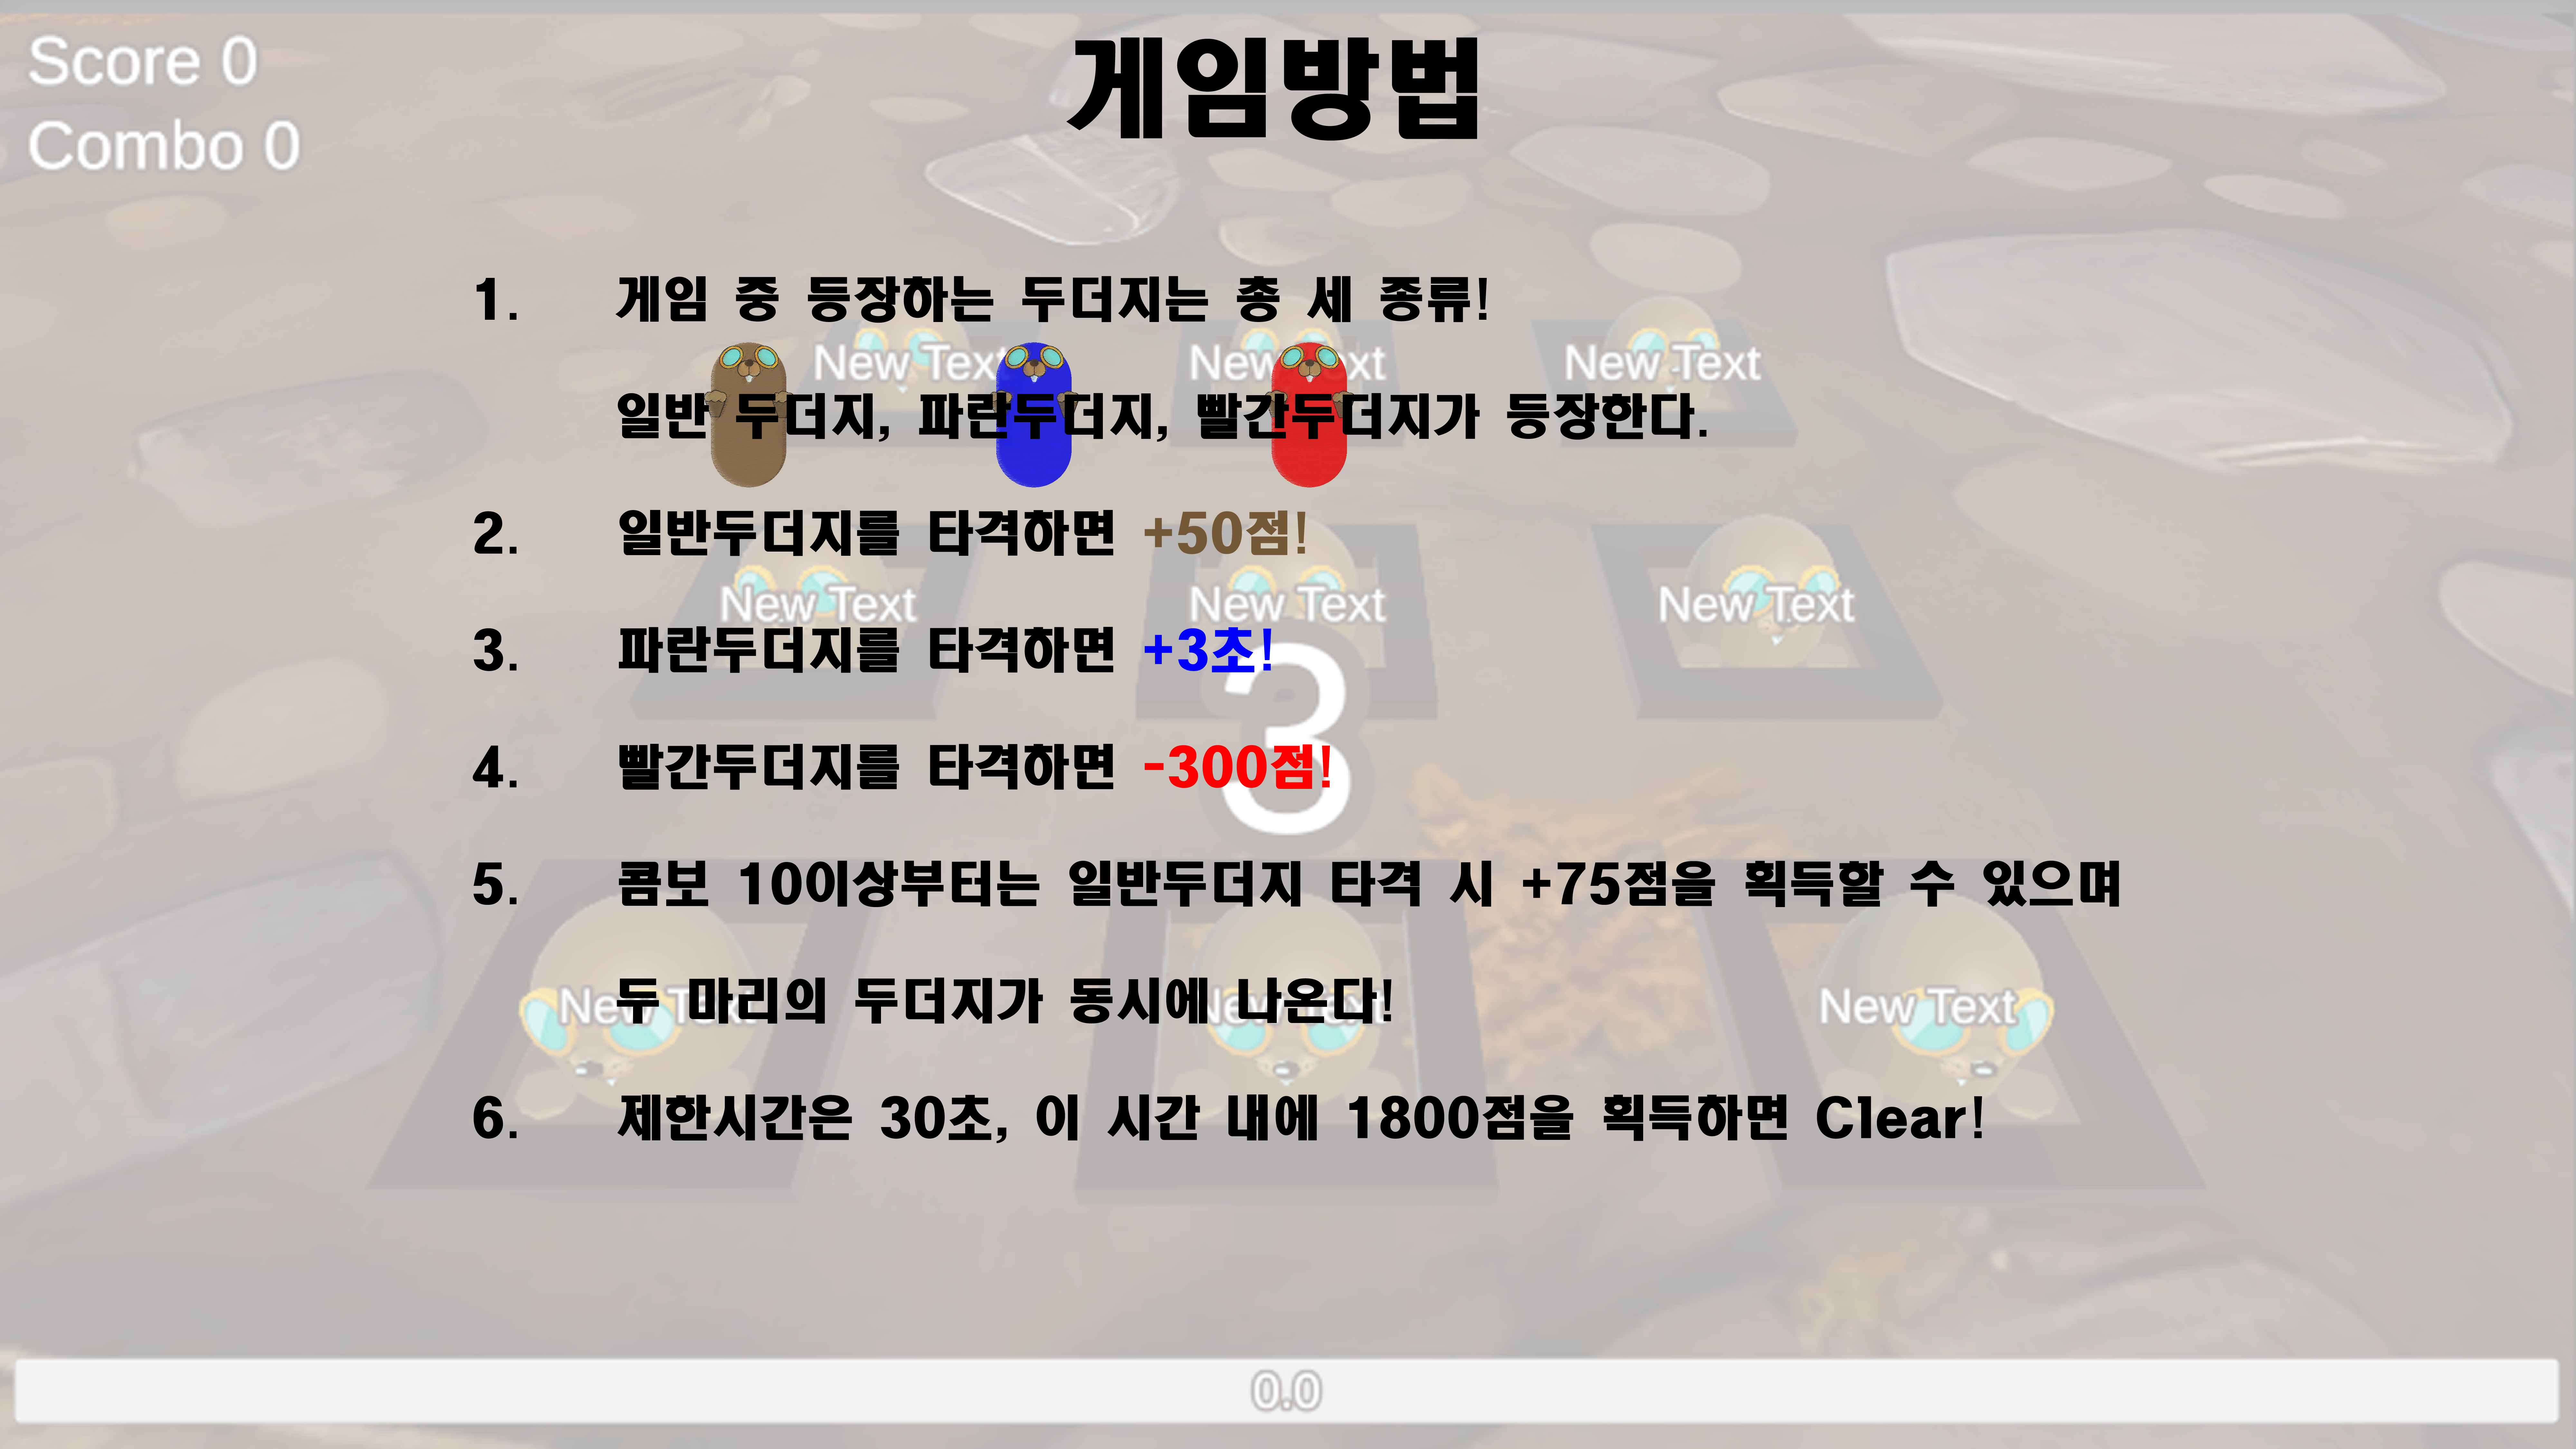 Score 0
Combo 0
게임방법
1. 게임 중 등장하는 두더지는 총 세 종류!
New Text
New Text
New Text
일반 두더지, 파란두더지, 빨간두더지가 등장한다.
2. 일반두더지를 타격하면 +50점!
New Text
New Text
New Text
3. 파란두더지를 타격하면 +3초!
3
4. 빨간두더지를 타격하면 -300점!
5. 콤보 10이상부터는 일반두더지 타격 시 +75점을 획득할 수 있으며
두 마리의 두더지가 동시에 나온다!
New Text
New Text
New Text
6. 제한시간은 30초, 이 시간 내에 1800점을 획득하면 Clear!
0.0